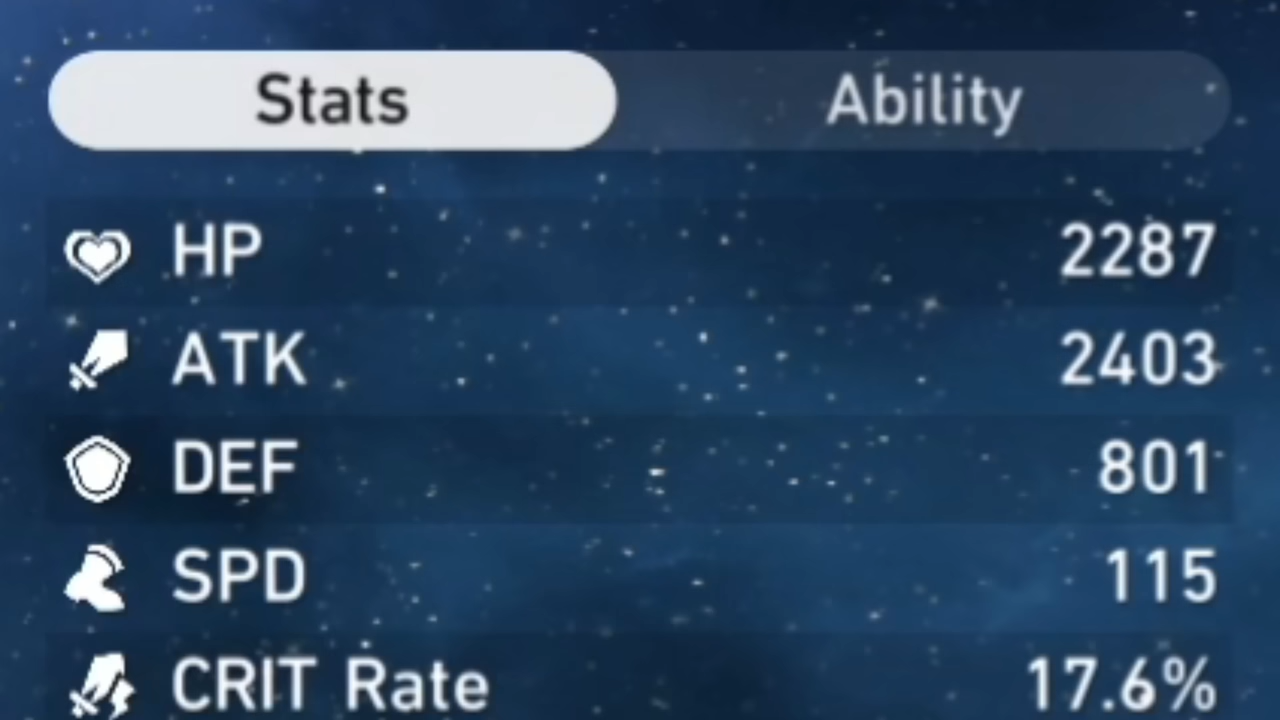 Stats Ability
HP 2287
ATK 2403
DEF 801
SPD 115
CRIT Rate 17.6%